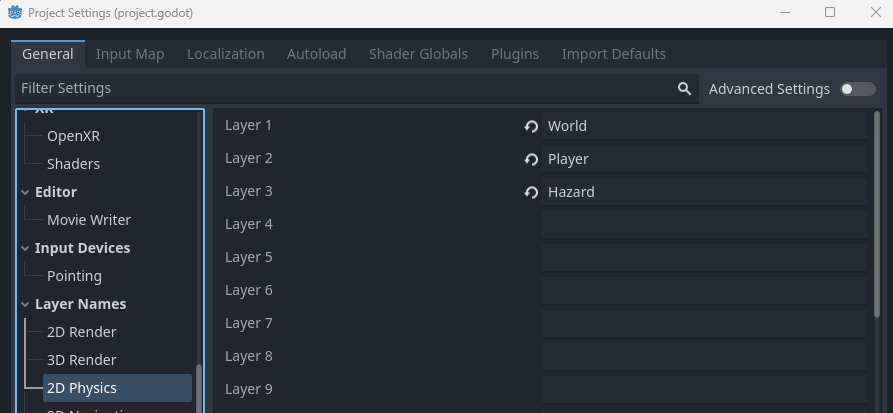 Project Settings (project.godot)
General Input Map Localization Autoload Shader Globals Plugins Import Defaults
Filter Settings Advanced Settings
XR
OpenXR
Shaders
Editor
Movie Writer
Input Devices
Pointing
Layer Names
2D Render
3D Render
2D Physics
Layer 1 World
Layer 2 Player
Layer 3 Hazard
Layer 4
Layer 5
Layer 6
Layer 7
Layer 8
Layer 9